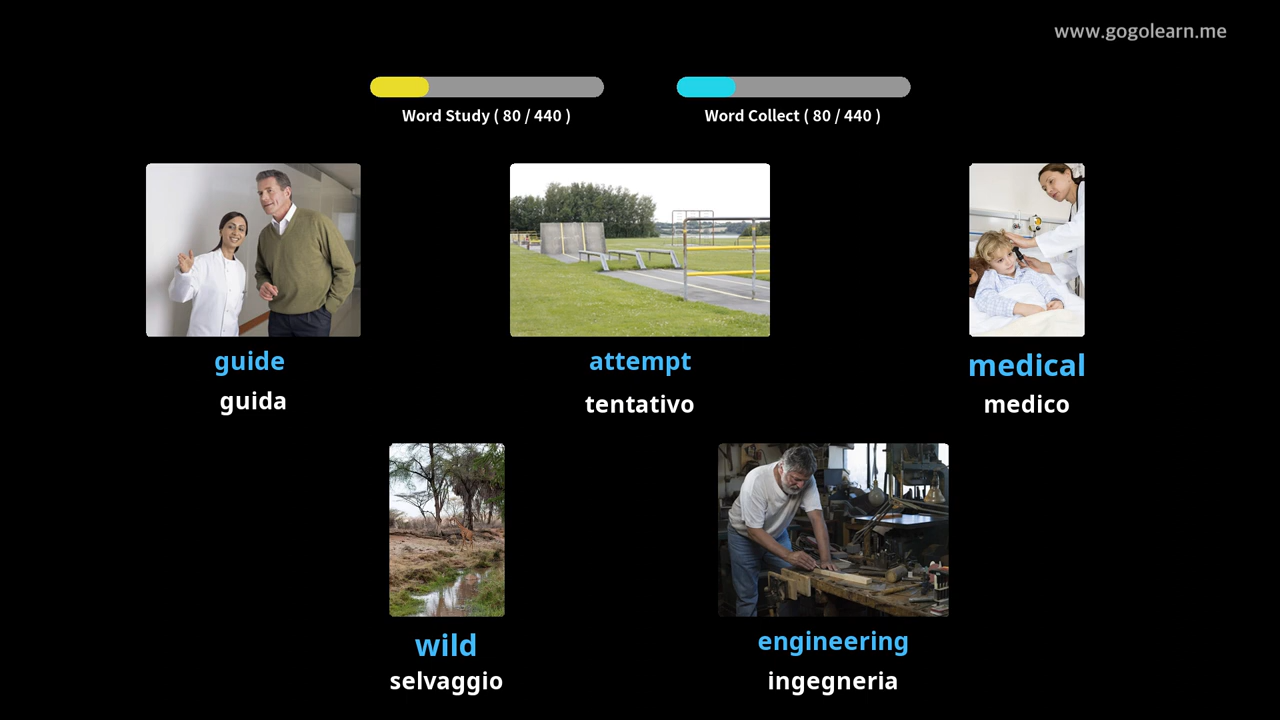 www.gogolearn.me
Word Study ( 80 / 440 )
Word Collect ( 80 / 440 )
guide
guida
attempt
tentativo
medical
medico
wild
selvaggio
engineering
ingegneria